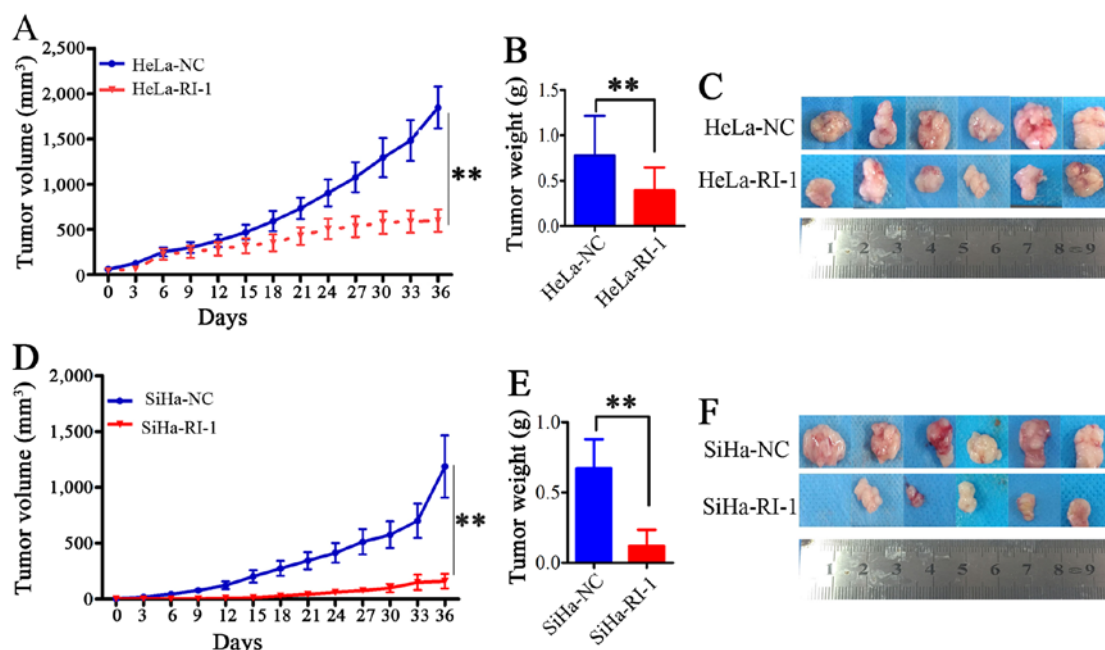 A
Tumor volume (mm³)
2,500
2,000
1,500
1,000
500
0
HeLa-NC
HeLa-RI-1
**
0 3 6 9 12 15 18 21 24 27 30 33 36
Days
B
Tumor weight (g)
1.5
1.0
0.5
0.0
**
HeLa-NC
HeLa-RI-1
C
HeLa-NC
HeLa-RI-1
1 2 3 4 5 6 7 8 9
D
Tumor volume (mm³)
2,000
1,500
1,000
500
0
SiHa-NC
SiHa-RI-1
**
0 3 6 9 12 15 18 21 24 27 30 33 36
Days
E
Tumor weight (g)
1.0
0.5
0.0
**
SiHa-NC
SiHa-RI-1
F
SiHa-NC
SiHa-RI-1
1 2 3 4 5 6 7 8 9